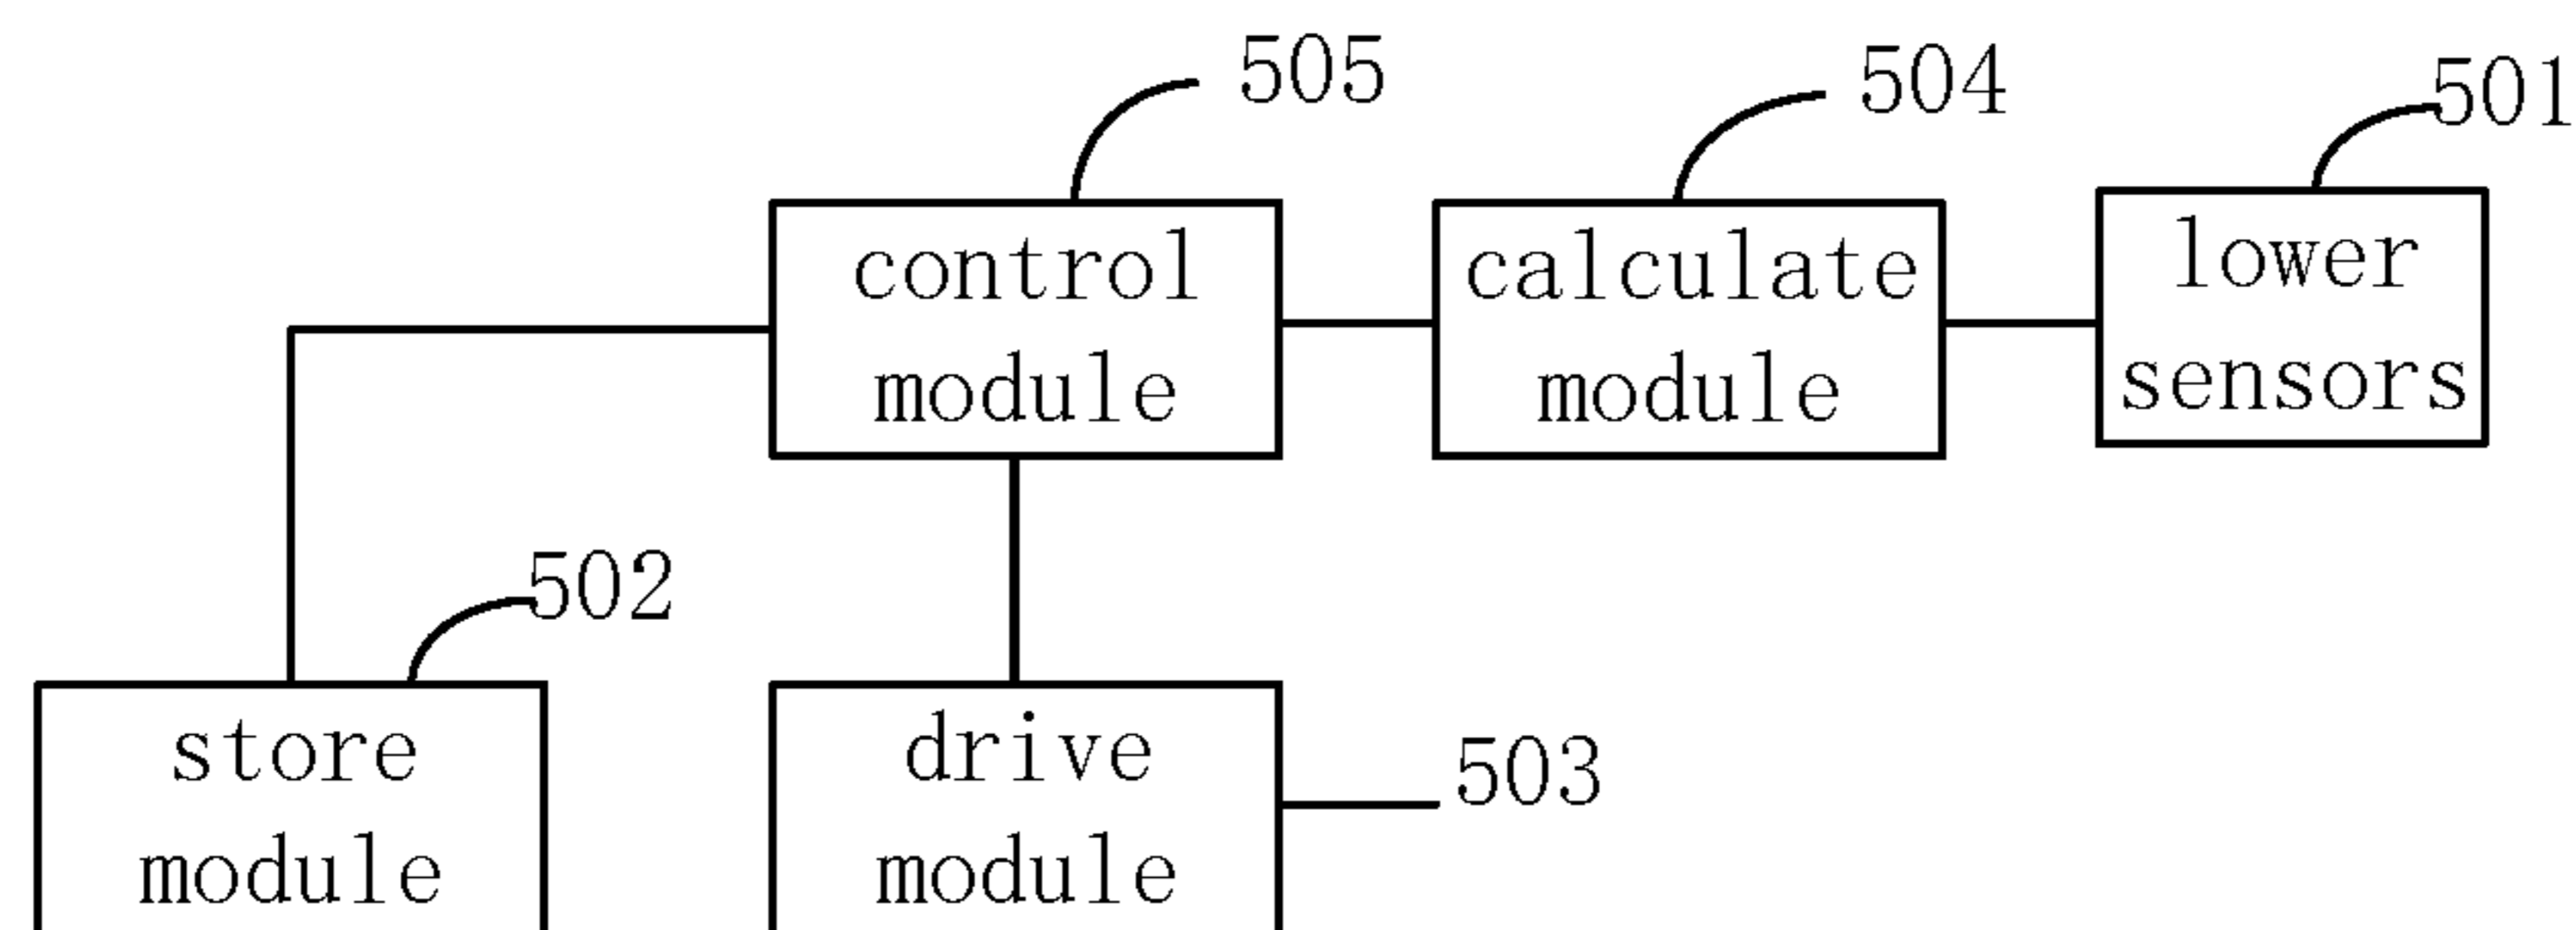 505
504
501
control
module
calculate
module
lower
sensors
502
store
module
drive
module
503